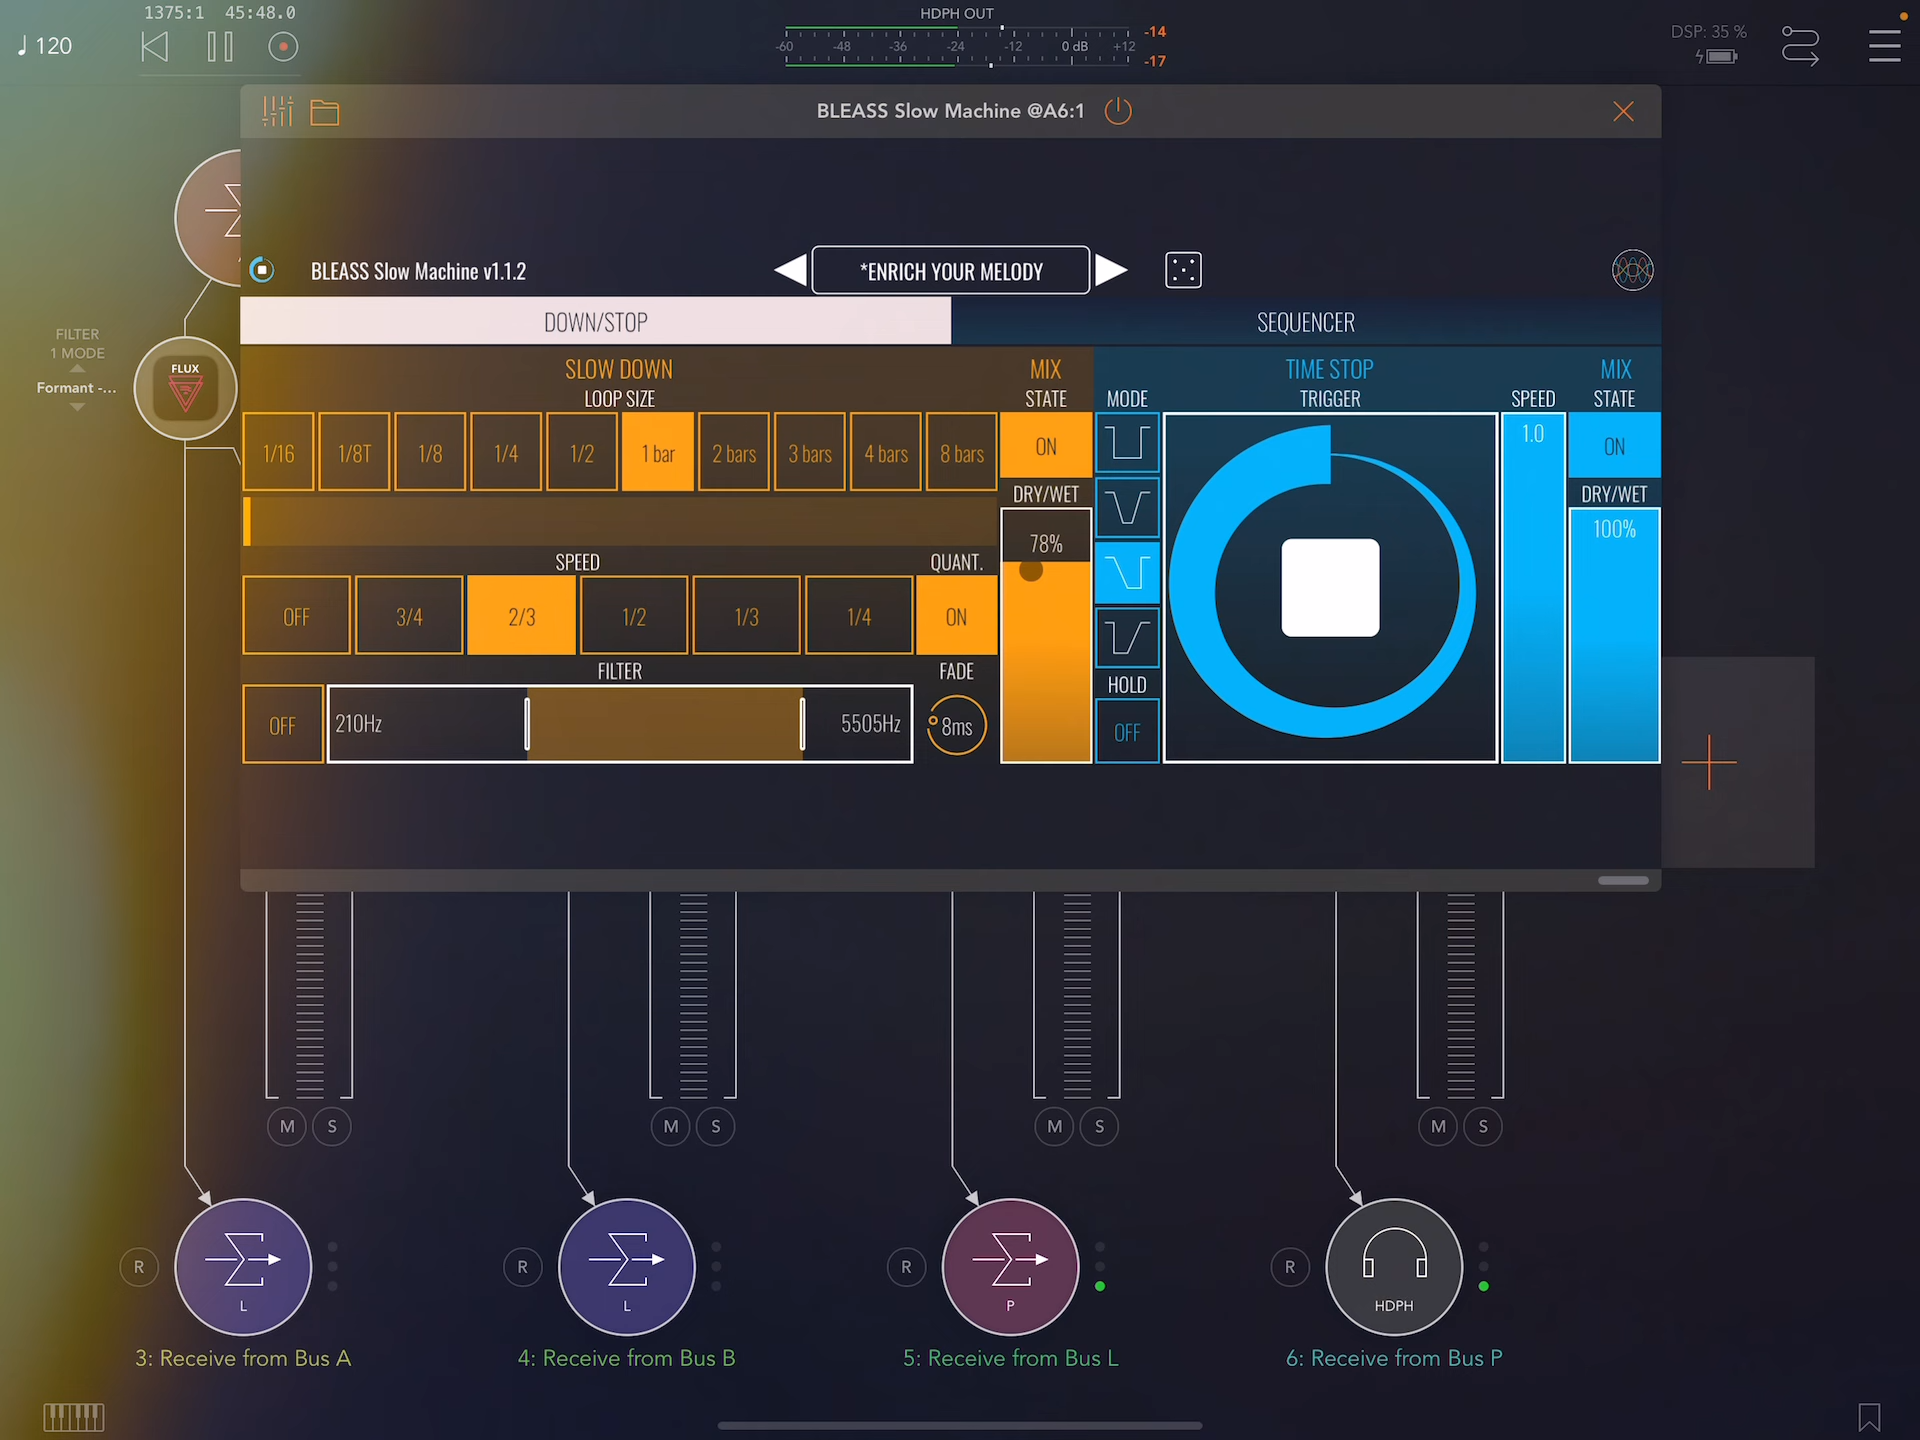 1375:1 45:48.0
♩ 120
HDPH OUT
-60 -48 -36 -24 -12 0 dB +12
-14
-17
DSP: 35 %
BLEASS Slow Machine @A6:1
BLEASS Slow Machine v1.1.2
*ENRICH YOUR MELODY
DOWN/STOP
SEQUENCER
FILTER
1 MODE
Formant -...
FLUX
SLOW DOWN
LOOP SIZE
1/16 1/8T 1/8 1/4 1/2 1 bar 2 bars 3 bars 4 bars 8 bars
SPEED
QUANT.
OFF 3/4 2/3 1/2 1/3 1/4 ON
FILTER
FADE
OFF 210Hz 5505Hz 8ms
MIX
STATE
ON
DRY/WET
78%
MODE
HOLD
OFF
TIME STOP
TRIGGER
SPEED
1.0
MIX
STATE
ON
DRY/WET
100%
M S M S M S M S
R L R L R P R HDPH
3: Receive from Bus A
4: Receive from Bus B
5: Receive from Bus L
6: Receive from Bus P